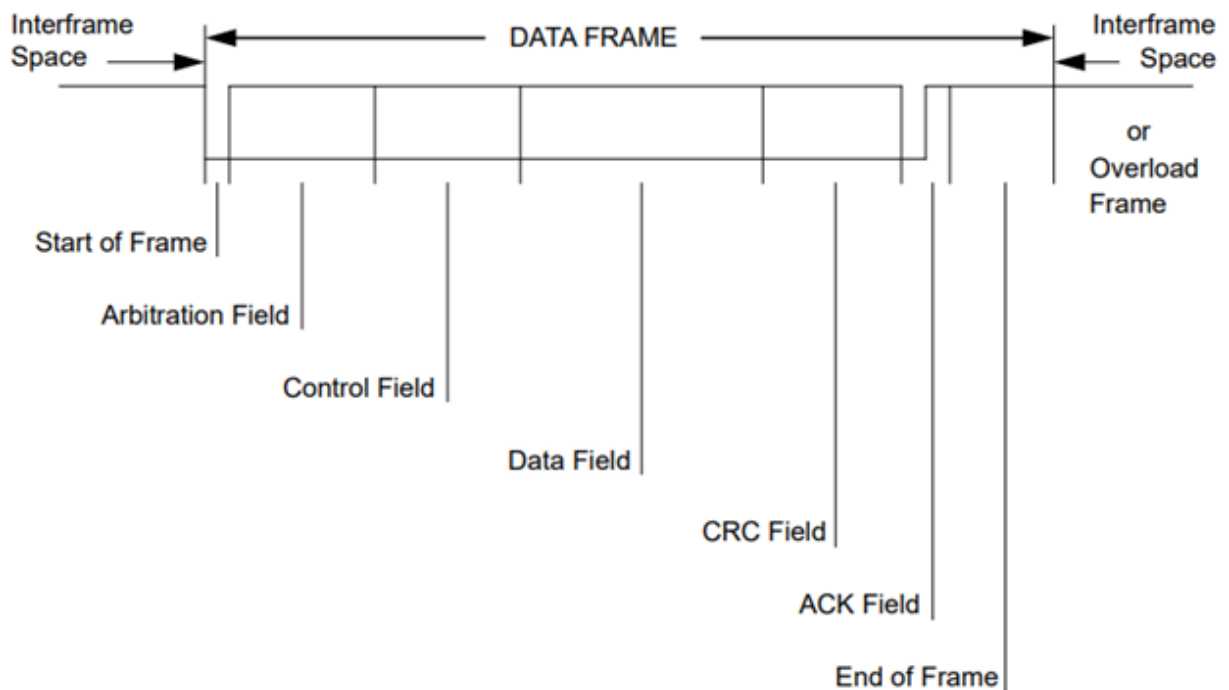 Interframe
Space
DATA FRAME
Interframe
Space
or
Overload
Frame
Start of Frame
Arbitration Field
Control Field
Data Field
CRC Field
ACK Field
End of Frame